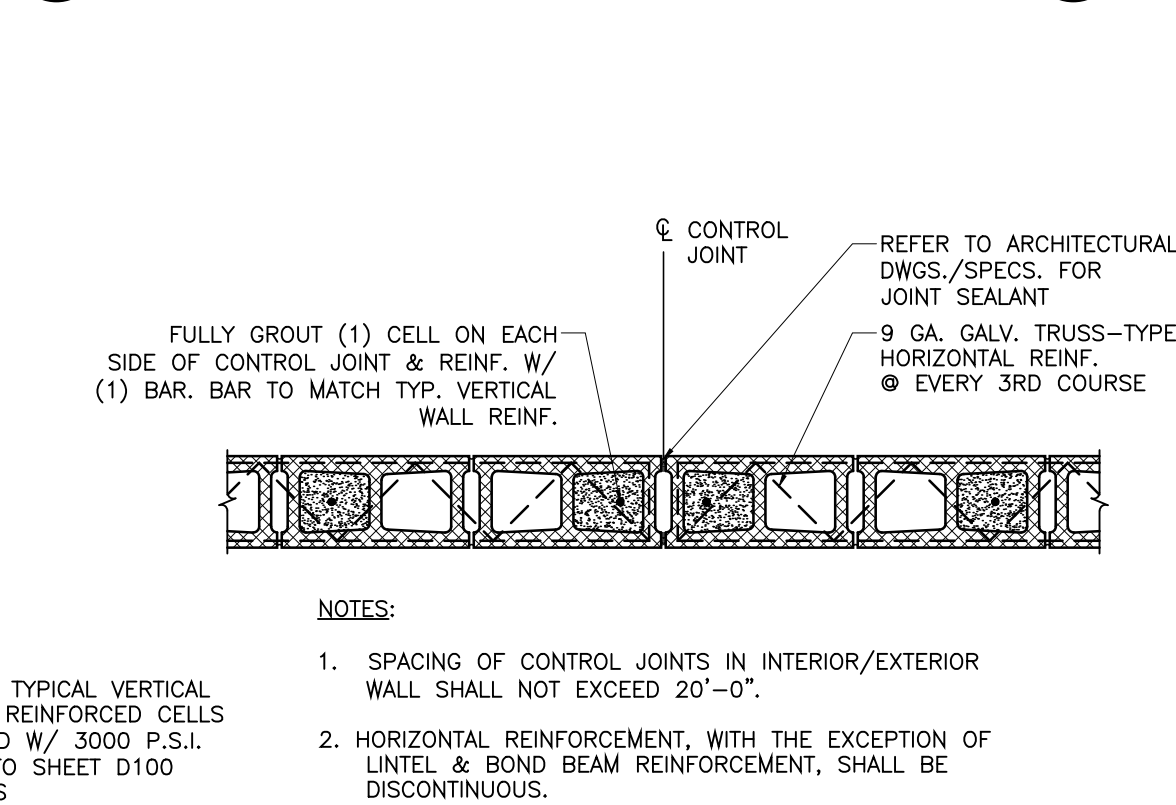 ℄ CONTROL
JOINT
REFER TO ARCHITECTURAL
DWGS./SPECS. FOR
JOINT SEALANT
FULLY GROUT (1) CELL ON EACH
SIDE OF CONTROL JOINT & REINF. W/
(1) BAR. BAR TO MATCH TYP. VERTICAL
WALL REINF.
9 GA. GALV. TRUSS-TYPE
HORIZONTAL REINF.
@ EVERY 3RD COURSE
NOTES:
1. SPACING OF CONTROL JOINTS IN INTERIOR/EXTERIOR
WALL SHALL NOT EXCEED 20'-0".
2. HORIZONTAL REINFORCEMENT, WITH THE EXCEPTION OF
LINTEL & BOND BEAM REINFORCEMENT, SHALL BE
DISCONTINUOUS.
TYPICAL VERTICAL
REINFORCED CELLS
W/ 3000 P.S.I.
TO SHEET D100